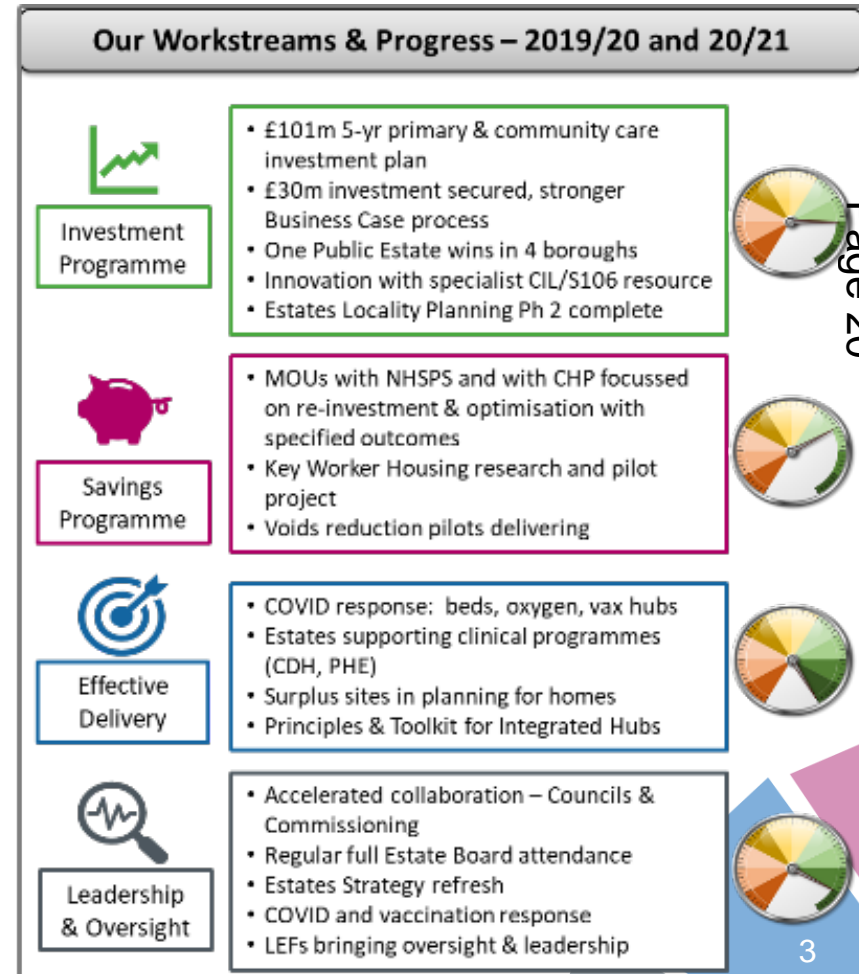 Our Workstreams & Progress – 2019/20 and 20/21
Investment
Programme
• £101m 5-yr primary & community care
investment plan
• £30m investment secured, stronger
Business Case process
• One Public Estate wins in 4 boroughs
• Innovation with specialist CIL/S106 resource
• Estates Locality Planning Ph 2 complete
Savings
Programme
• MOUs with NHSPS and with CHP focussed
on re-investment & optimisation with
specified outcomes
• Key Worker Housing research and pilot
project
• Voids reduction pilots delivering
Effective
Delivery
• COVID response: beds, oxygen, vax hubs
• Estates supporting clinical programmes
(CDH, PHE)
• Surplus sites in planning for homes
• Principles & Toolkit for Integrated Hubs
Leadership
& Oversight
• Accelerated collaboration – Councils &
Commissioning
• Regular full Estate Board attendance
• Estates Strategy refresh
• COVID and vaccination response
• LEFs bringing oversight & leadership
3